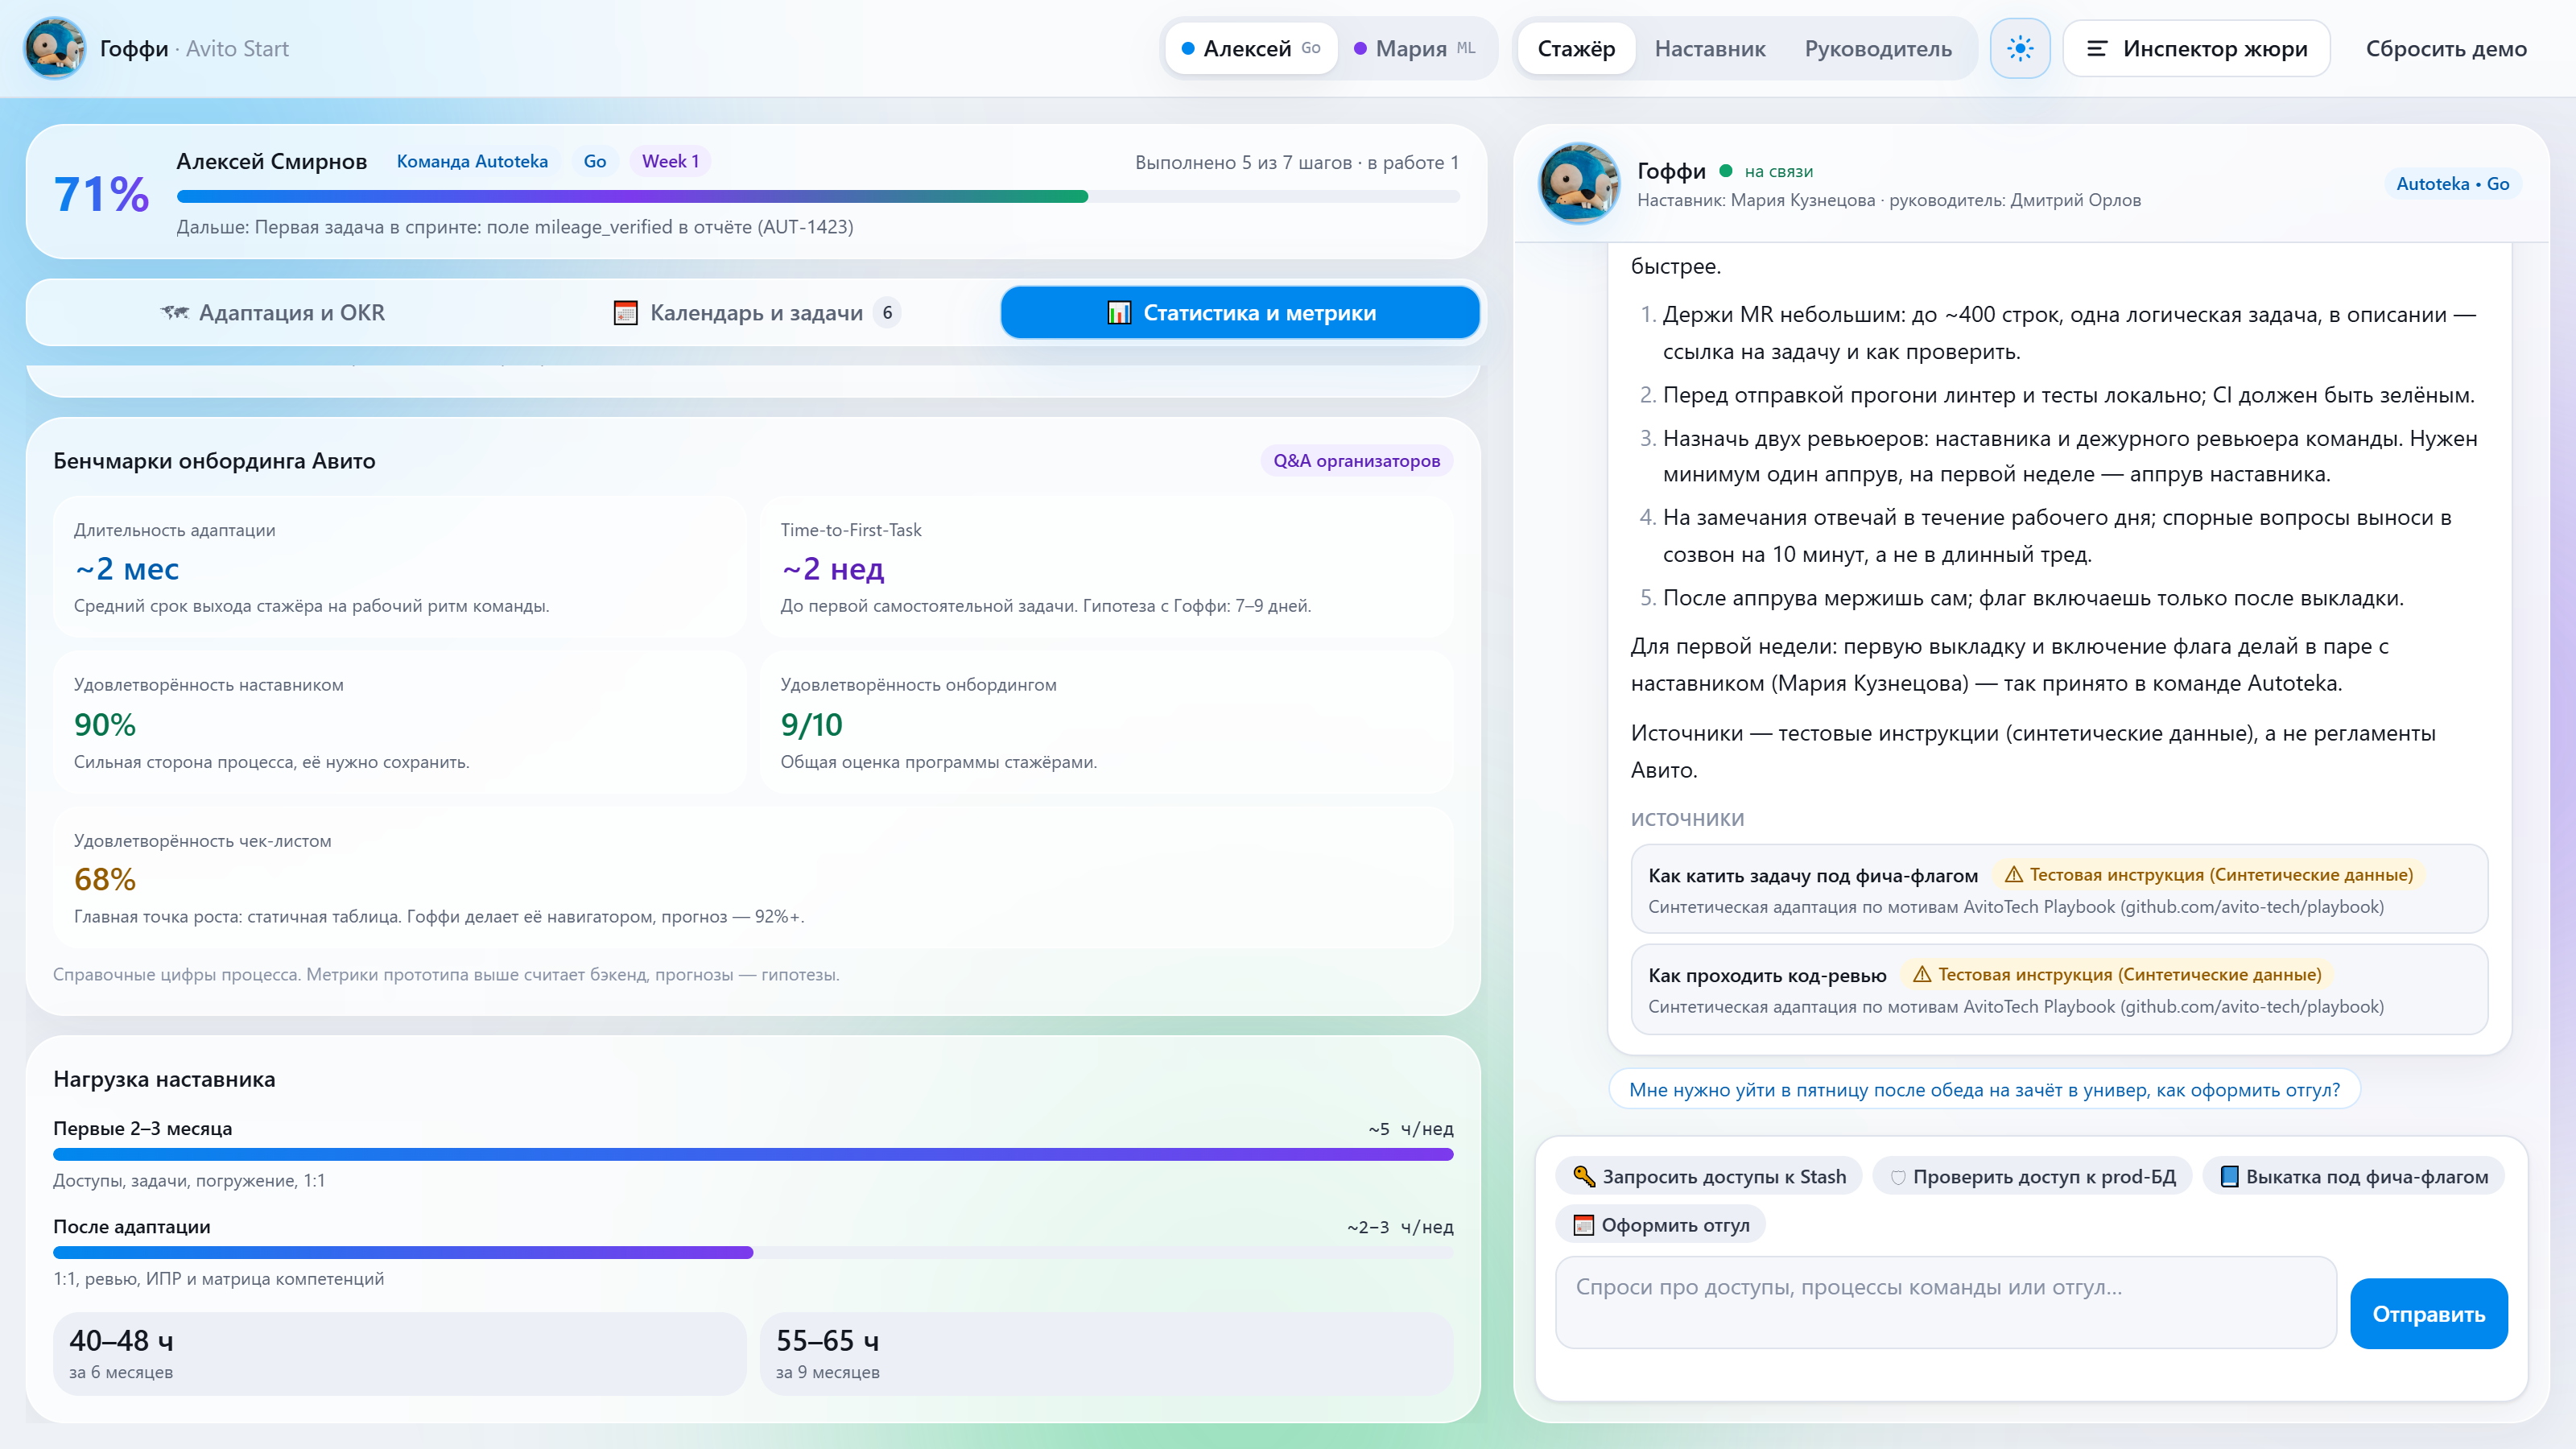 Гоффи · Avito Start
Алексей Go
Мария ML
Стажёр
Наставник
Руководитель
Инспектор жюри
Сбросить демо
71%
Алексей Смирнов
Команда Autoteka
Go
Week 1
Выполнено 5 из 7 шагов · в работе 1
Дальше: Первая задача в спринте: поле mileage_verified в отчёте (AUT-1423)
Адаптация и OKR
Календарь и задачи 6
Статистика и метрики
Бенчмарки онбординга Авито
Q&A организаторов
Длительность адаптации
~2 мес
Средний срок выхода стажёра на рабочий ритм команды.
Time-to-First-Task
~2 нед
До первой самостоятельной задачи. Гипотеза с Гоффи: 7–9 дней.
Удовлетворённость наставником
90%
Сильная сторона процесса, её нужно сохранить.
Удовлетворённость онбордингом
9/10
Общая оценка программы стажёрами.
Удовлетворённость чек-листом
68%
Главная точка роста: статичная таблица. Гоффи делает её навигатором, прогноз — 92%+.
Справочные цифры процесса. Метрики прототипа выше считает бэкенд, прогнозы — гипотезы.
Нагрузка наставника
Первые 2–3 месяца
~5 ч/нед
Доступы, задачи, погружение, 1:1
После адаптации
~2–3 ч/нед
1:1, ревью, ИПР и матрица компетенций
40–48 ч
за 6 месяцев
55–65 ч
за 9 месяцев
Гоффи
на связи
Наставник: Мария Кузнецова · руководитель: Дмитрий Орлов
Autoteka • Go
быстрее.
1. Держи MR небольшим: до ~400 строк, одна логическая задача, в описании —
ссылка на задачу и как проверить.
2. Перед отправкой прогони линтер и тесты локально; CI должен быть зелёным.
3. Назначь двух ревьюеров: наставника и дежурного ревьюера команды. Нужен
минимум один аппрув, на первой неделе — аппрув наставника.
4. На замечания отвечай в течение рабочего дня; спорные вопросы выноси в
созвон на 10 минут, а не в длинный тред.
5. После аппрува мержишь сам; флаг включаешь только после выкладки.
Для первой недели: первую выкладку и включение флага делай в паре с
наставником (Мария Кузнецова) — так принято в команде Autoteka.
Источники — тестовые инструкции (синтетические данные), а не регламенты
Авито.
ИСТОЧНИКИ
Как катить задачу под фича-флагом
Тестовая инструкция (Синтетические данные)
Синтетическая адаптация по мотивам AvitoTech Playbook (github.com/avito-tech/playbook)
Как проходить код-ревью
Тестовая инструкция (Синтетические данные)
Синтетическая адаптация по мотивам AvitoTech Playbook (github.com/avito-tech/playbook)
Мне нужно уйти в пятницу после обеда на зачёт в универ, как оформить отгул?
Запросить доступы к Stash
Проверить доступ к prod-БД
Выкатка под фича-флагом
Оформить отгул
Спроси про доступы, процессы команды или отгул...
Отправить